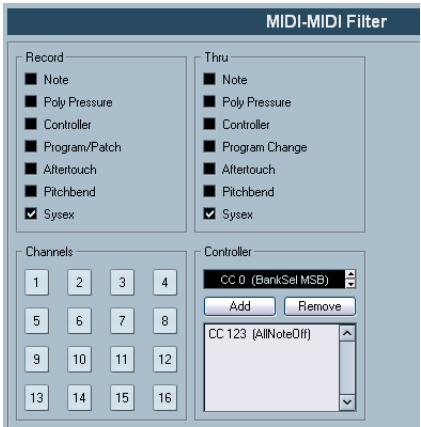 MIDI-MIDI Filter
Record
Note
Poly Pressure
Controller
Program/Patch
Aftertouch
Pitchbend
Sysex
Thru
Note
Poly Pressure
Controller
Program Change
Aftertouch
Pitchbend
Sysex
Channels
1 2 3 4
5 6 7 8
9 10 11 12
13 14 15 16
Controller
CC 0 (BankSel MSB)
Add Remove
CC 123 (AllNoteOff)